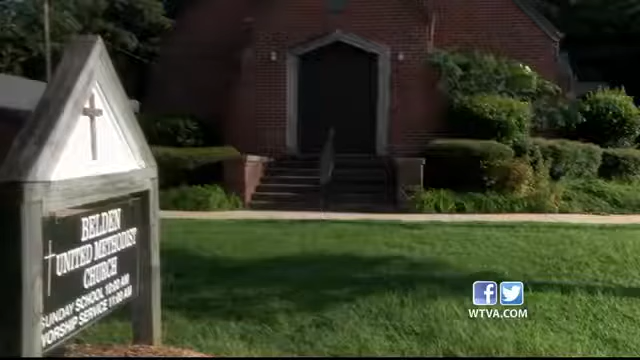 BELDEN
UNITED METHODIST
CHURCH
SUNDAY SCHOOL 10:00 AM
WORSHIP SERVICE 11:00 AM
WTVA.COM